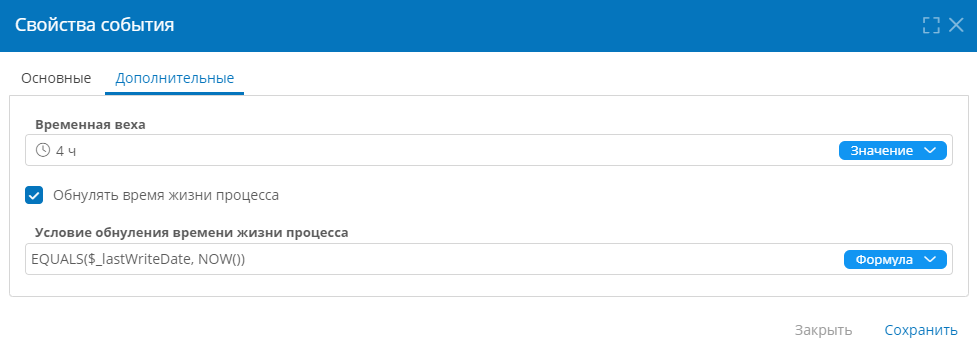 Свойства события
Основные Дополнительные
Временная веха
4 ч Значение
Обнулять время жизни процесса
Условие обнуления времени жизни процесса
EQUALS($_lastWriteDate, NOW()) Формула
Закрыть Сохранить